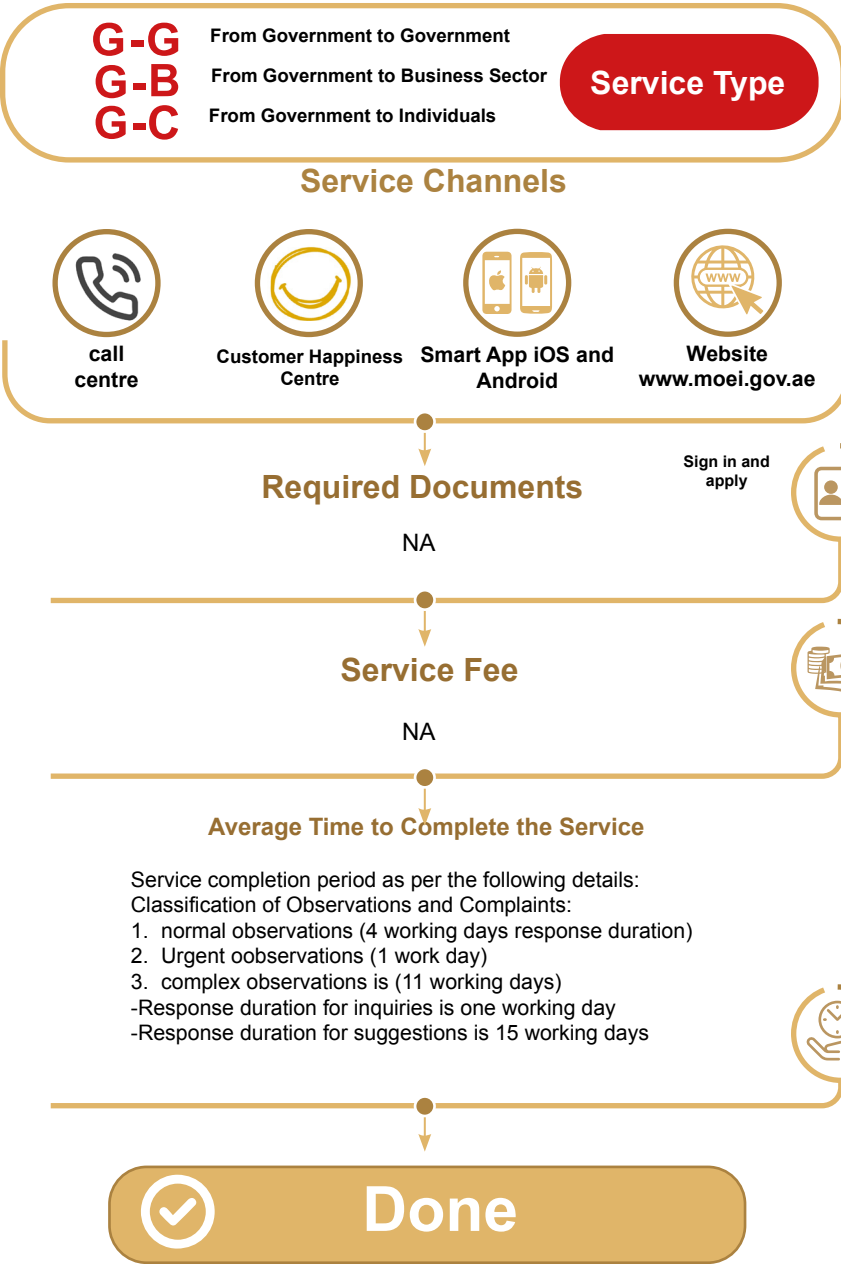 G-G From Government to Government
G-B From Government to Business Sector
G-C From Government to Individuals
Service Type
Service Channels
call
centre
Customer Happiness
Centre
Smart App iOS and
Android
www
Website
www.moei.gov.ae
Required Documents
Sign in and
apply
NA
Service Fee
NA
Average Time to Complete the Service
Service completion period as per the following details:
Classification of Observations and Complaints:
1. normal observations (4 working days response duration)
2. Urgent oobservations (1 work day)
3. complex observations is (11 working days)
-Response duration for inquiries is one working day
-Response duration for suggestions is 15 working days
Done